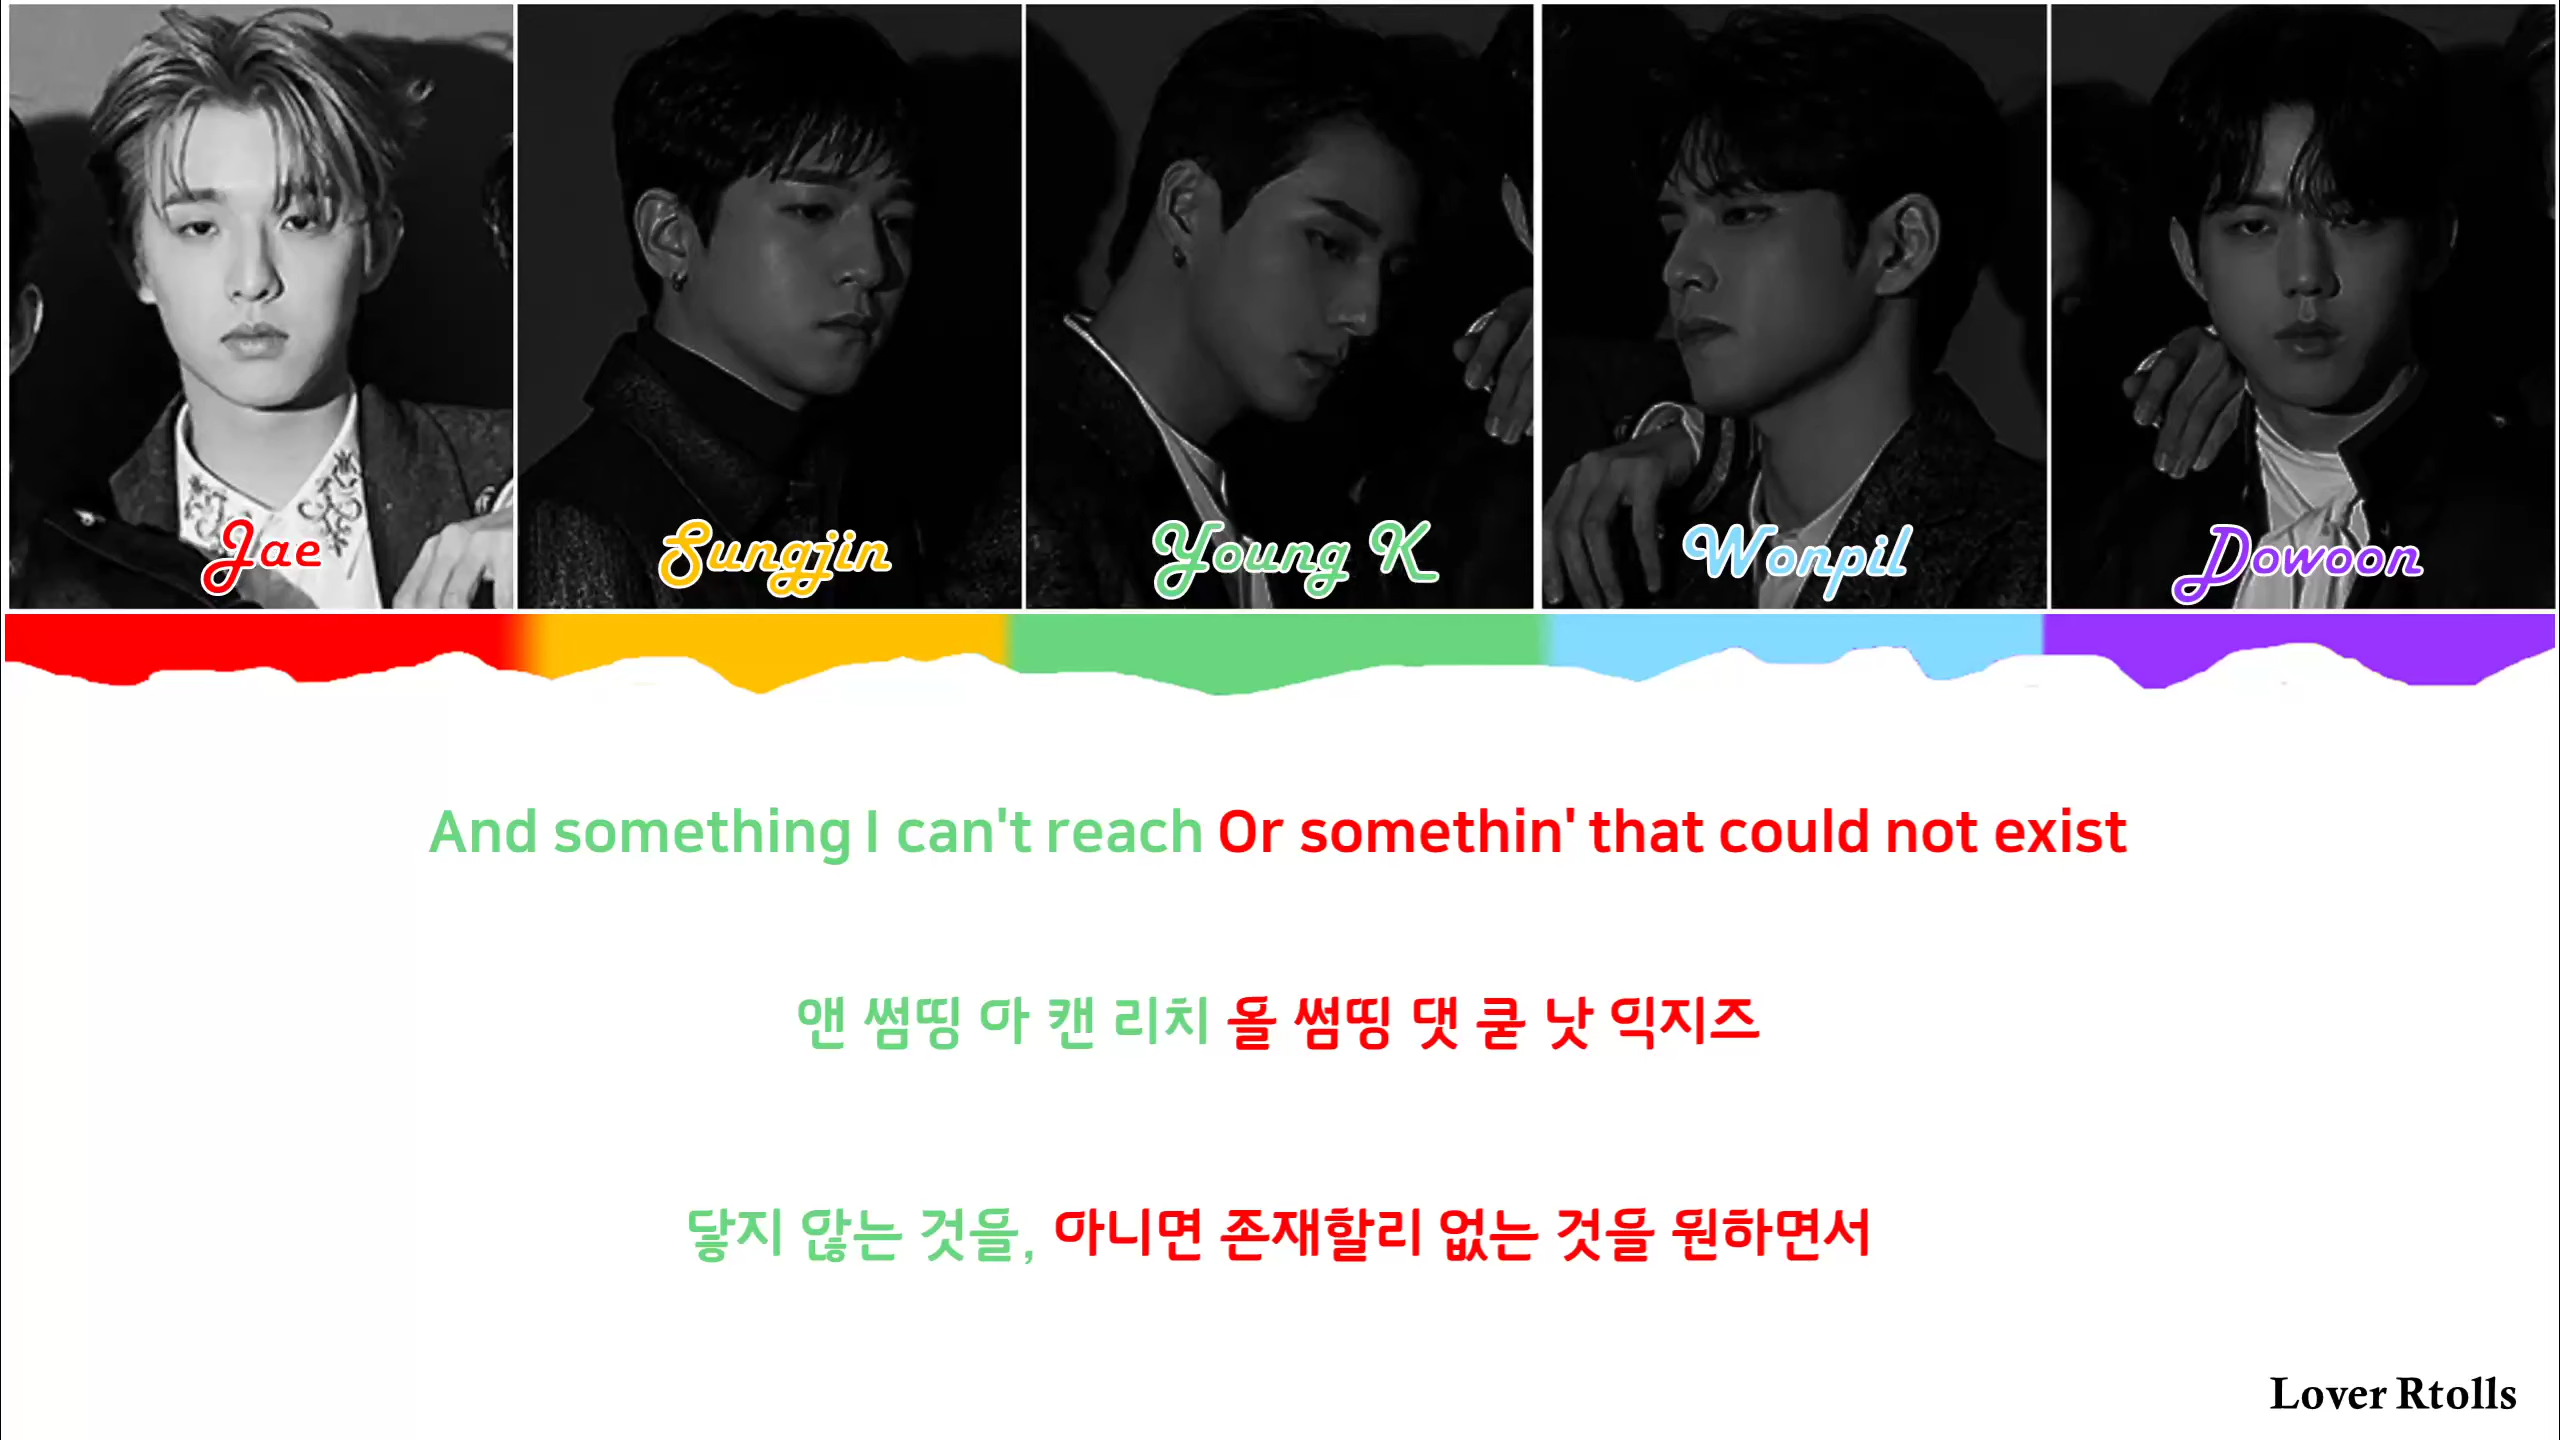 Jae
Sungjin
Young K
Wonpil
Dowoon
And something I can't reach Or somethin' that could not exist
앤 썸띵 아 캔 리치 올 썸띵 댓 쿧 낫 익지즈
닿지 않는 것을, 아니면 존재할리 없는 것을 원하면서
Lover Rtolls